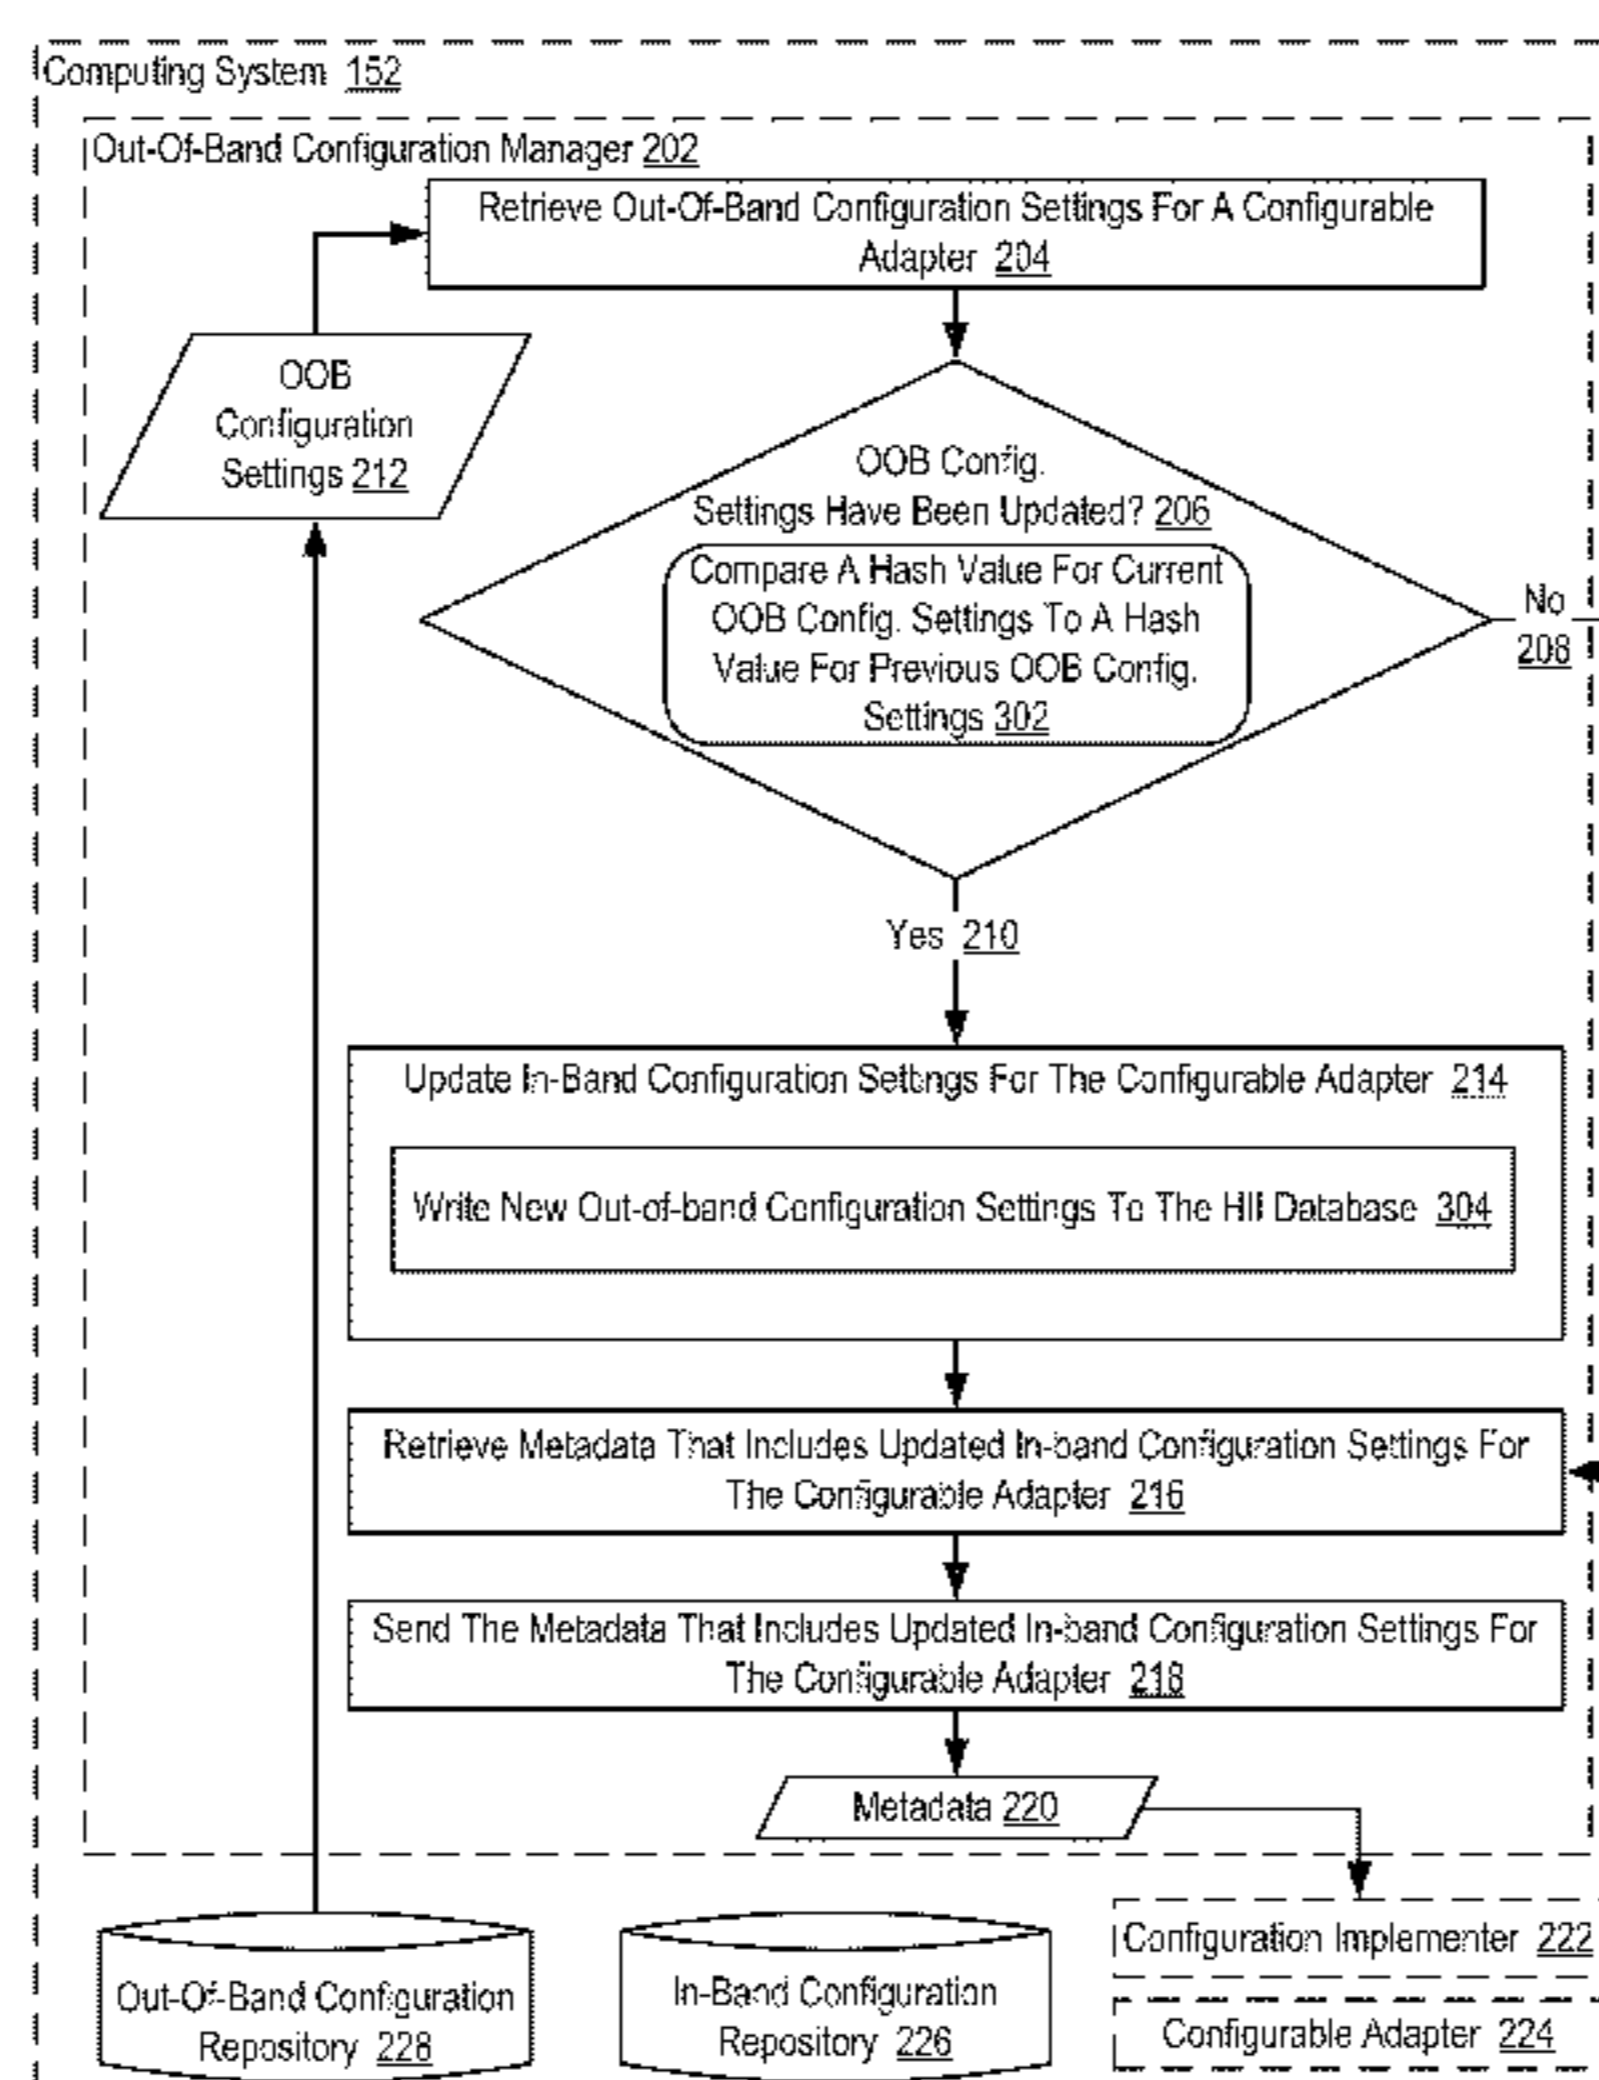 Computing System 152
Out-Of-Band Configuration Manager 202
Retrieve Out-Of-Band Configuration Settings For A Configurable
Adapter 204
OOB
Configuration
Settings 212
OOB Config.
Settings Have Been Updated? 206
Compare A Hash Value For Current
OOB Config. Settings To A Hash
Value For Previous OOB Config.
Settings 302
No
208
Yes 210
Update In-Band Configuration Settings For The Configurable Adapter 214
Write New Out-of-band Configuration Settings To The HII Database 304
Retrieve Metadata That Includes Updated In-band Configuration Settings For
The Configurable Adapter 216
Send The Metadata That Includes Updated In-band Configuration Settings For
The Configurable Adapter 218
Metadata 220
Out-Of-Band Configuration
Repository 228
In-Band Configuration
Repository 226
Configuration Implementer 222
Configurable Adapter 224